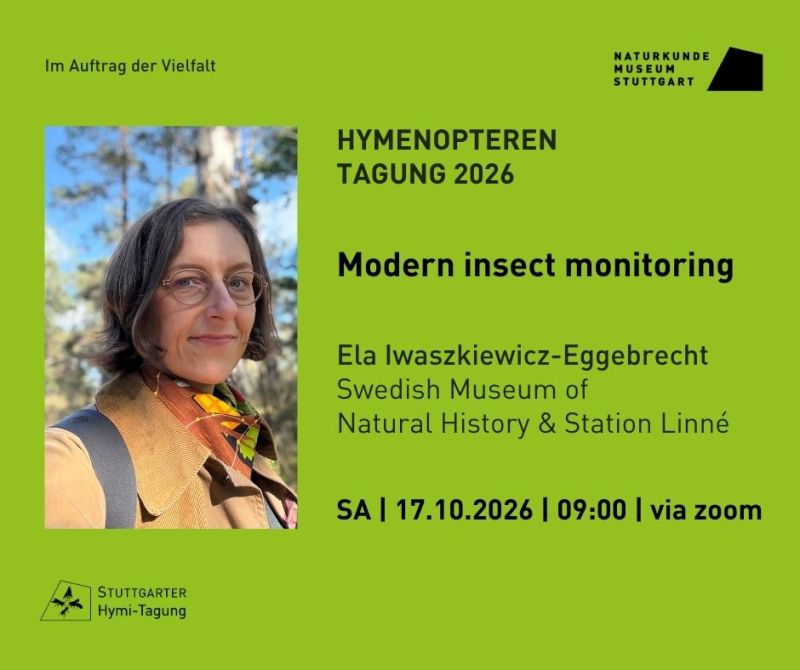 Im Auftrag der Vielfalt
NATURKUNDE
MUSEUM
STUTTGART
HYMENOPTEREN
TAGUNG 2026
Modern insect monitoring
Ela Iwaszkiewicz-Eggebrecht
Swedish Museum of
Natural History & Station Linné
SA | 17.10.2026 | 09:00 | via zoom
STUTTGARTER
Hymi-Tagung